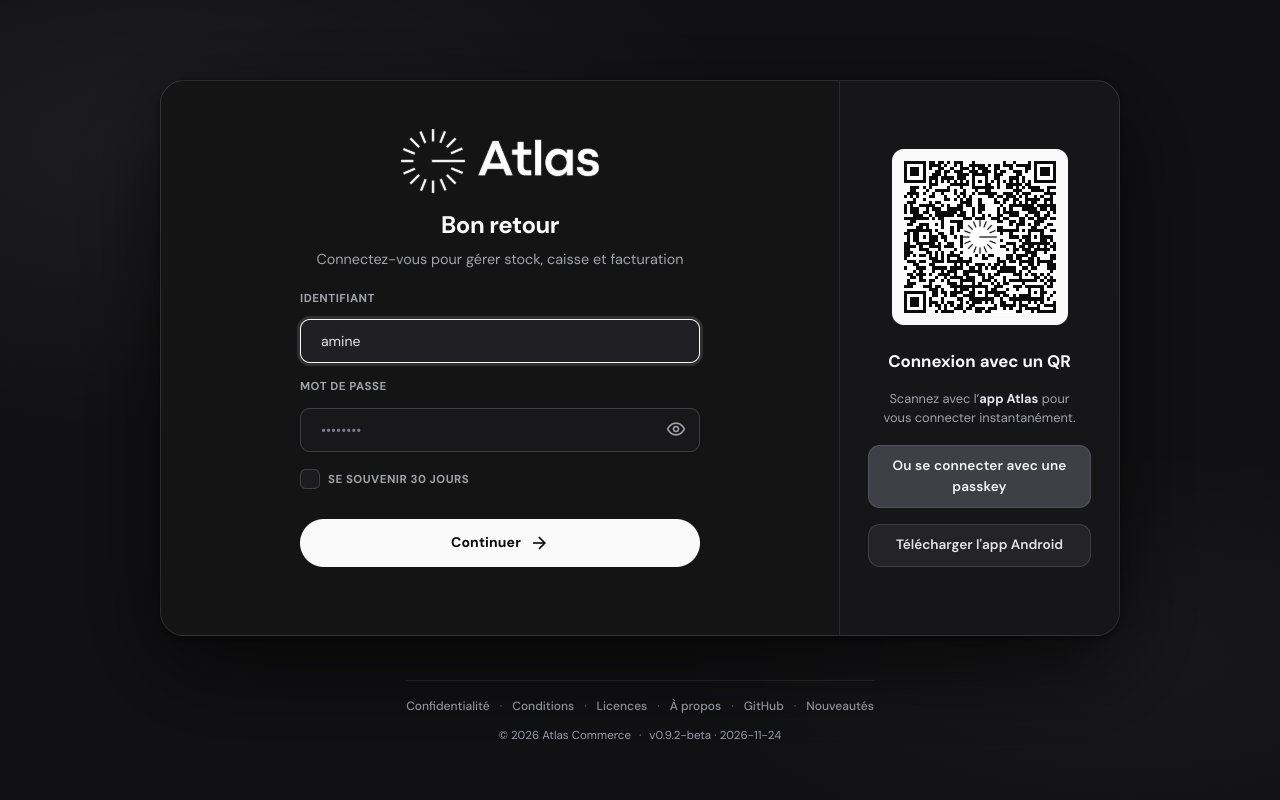 Atlas
Bon retour
Connectez-vous pour gérer stock, caisse et facturation
IDENTIFIANT
amine
MOT DE PASSE
••••••••
SE SOUVENIR 30 JOURS
Continuer →
Connexion avec un QR
Scannez avec l’app Atlas pour
vous connecter instantanément.
Ou se connecter avec une
passkey
Télécharger l'app Android
Confidentialité · Conditions · Licences · À propos · GitHub · Nouveautés
© 2026 Atlas Commerce · v0.9.2-beta · 2026-11-24